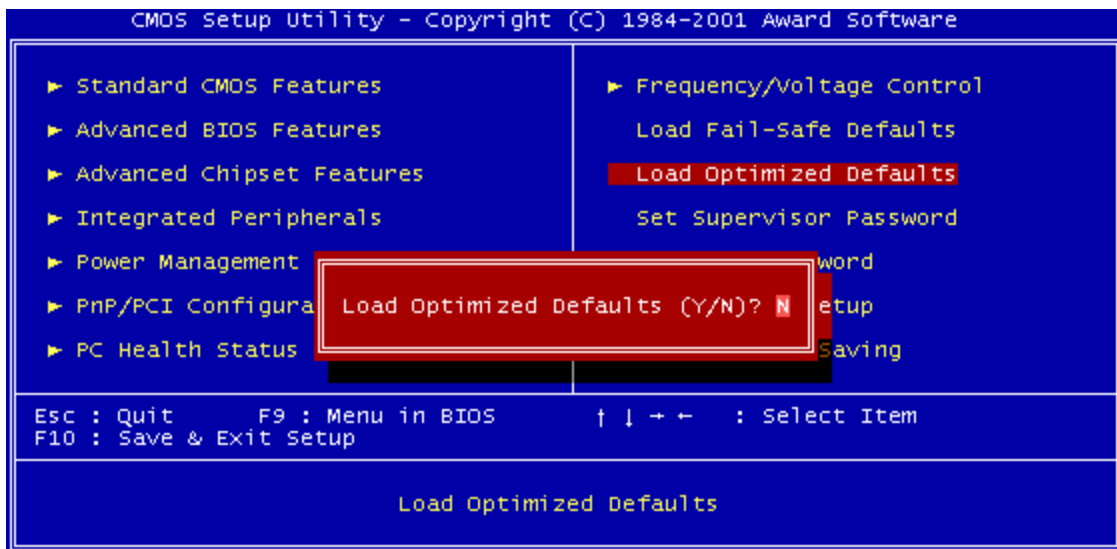 CMOS Setup Utility – Copyright (C) 1984–2001 Award Software
► Standard CMOS Features
► Advanced BIOS Features
► Advanced Chipset Features
► Integrated Peripherals
► Power Management
► PnP/PCI Configura
► PC Health Status
► Frequency/Voltage Control
Load Fail-Safe Defaults
Load Optimized Defaults
Set Supervisor Password
word
etup
Saving
Load Optimized Defaults (Y/N)? N
Esc : Quit F9 : Menu in BIOS ↑ ↓ → ← : Select Item
F10 : Save & Exit Setup
Load Optimized Defaults